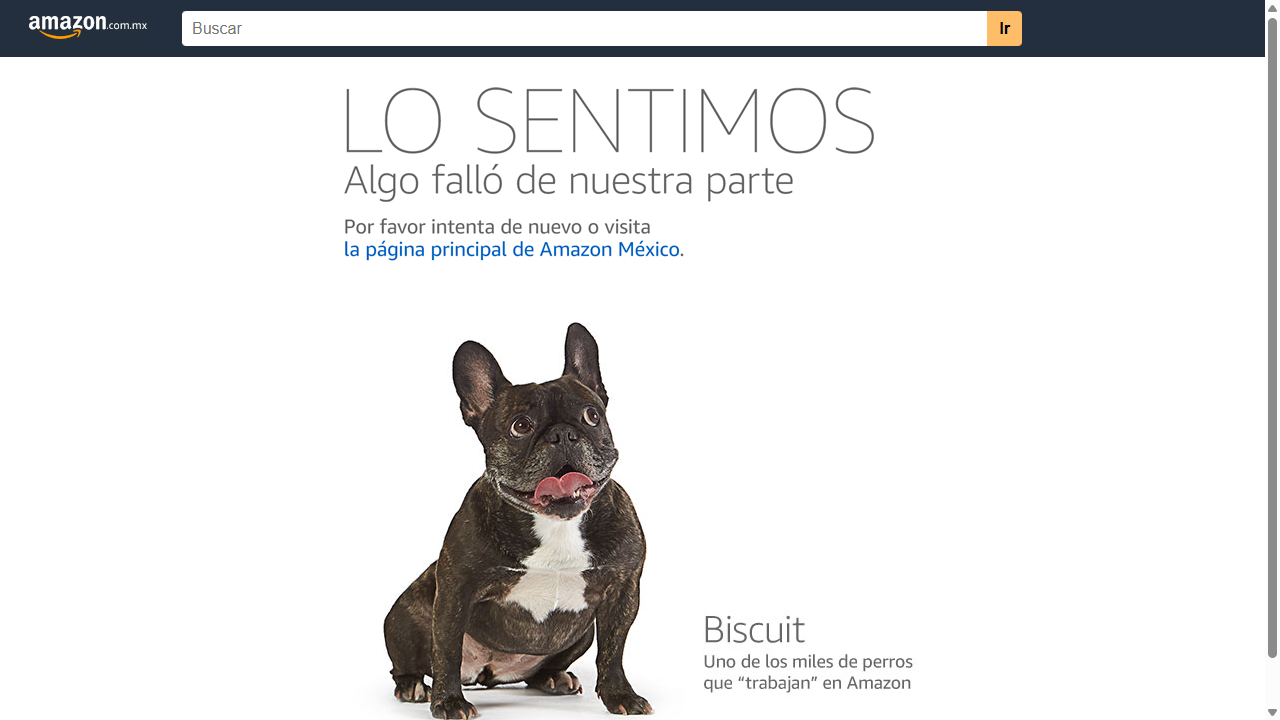 amazon.com.mx
Buscar
Ir
LO SENTIMOS
Algo falló de nuestra parte
Por favor intenta de nuevo o visita
la página principal de Amazon México.
Biscuit
Uno de los miles de perros
que “trabajan” en Amazon